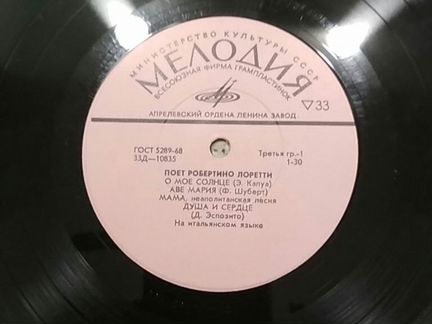 МИНИСТЕРСТВО КУЛЬТУРЫ СССР
МЕЛОДИЯ
ВСЕСОЮЗНАЯ ФИРМА ГРАМПЛАСТИНОК
▽33
АПРЕЛЕВСКИЙ ОРДЕНА ЛЕНИНА ЗАВОД
ГОСТ 5289-68
33Д—10835
Третья гр.-1
1-30
ПОЕТ РОБЕРТИНО ЛОРЕТТИ
О МОЕ СОЛНЦЕ (Э. Капуа)
АВЕ МАРИЯ (Ф. Шуберт)
МАМА, неаполитанская песня
ДУША И СЕРДЦЕ
(Д. Эспозито)
На итальянском языке